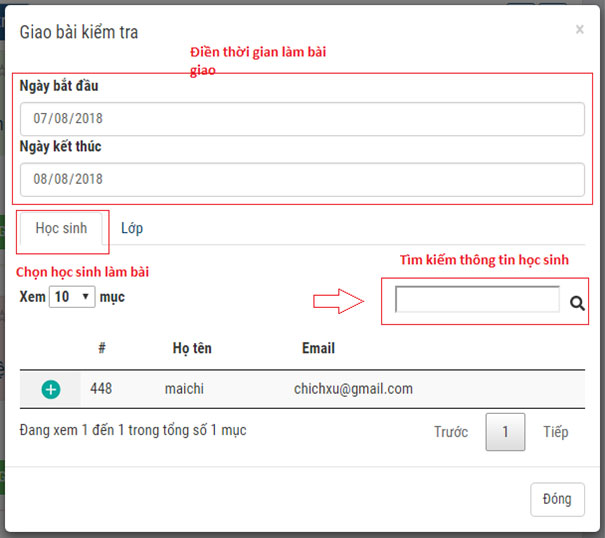 Giao bài kiểm tra
×
Điền thời gian làm bài
giao
Ngày bắt đầu
07/08/2018
Ngày kết thúc
08/08/2018
Học sinh Lớp
Chọn học sinh làm bài
Tìm kiếm thông tin học sinh
Xem 10 mục
# Họ tên Email
448 maichi chichxu@gmail.com
Đang xem 1 đến 1 trong tổng số 1 mục
Trước 1 Tiếp
Đóng